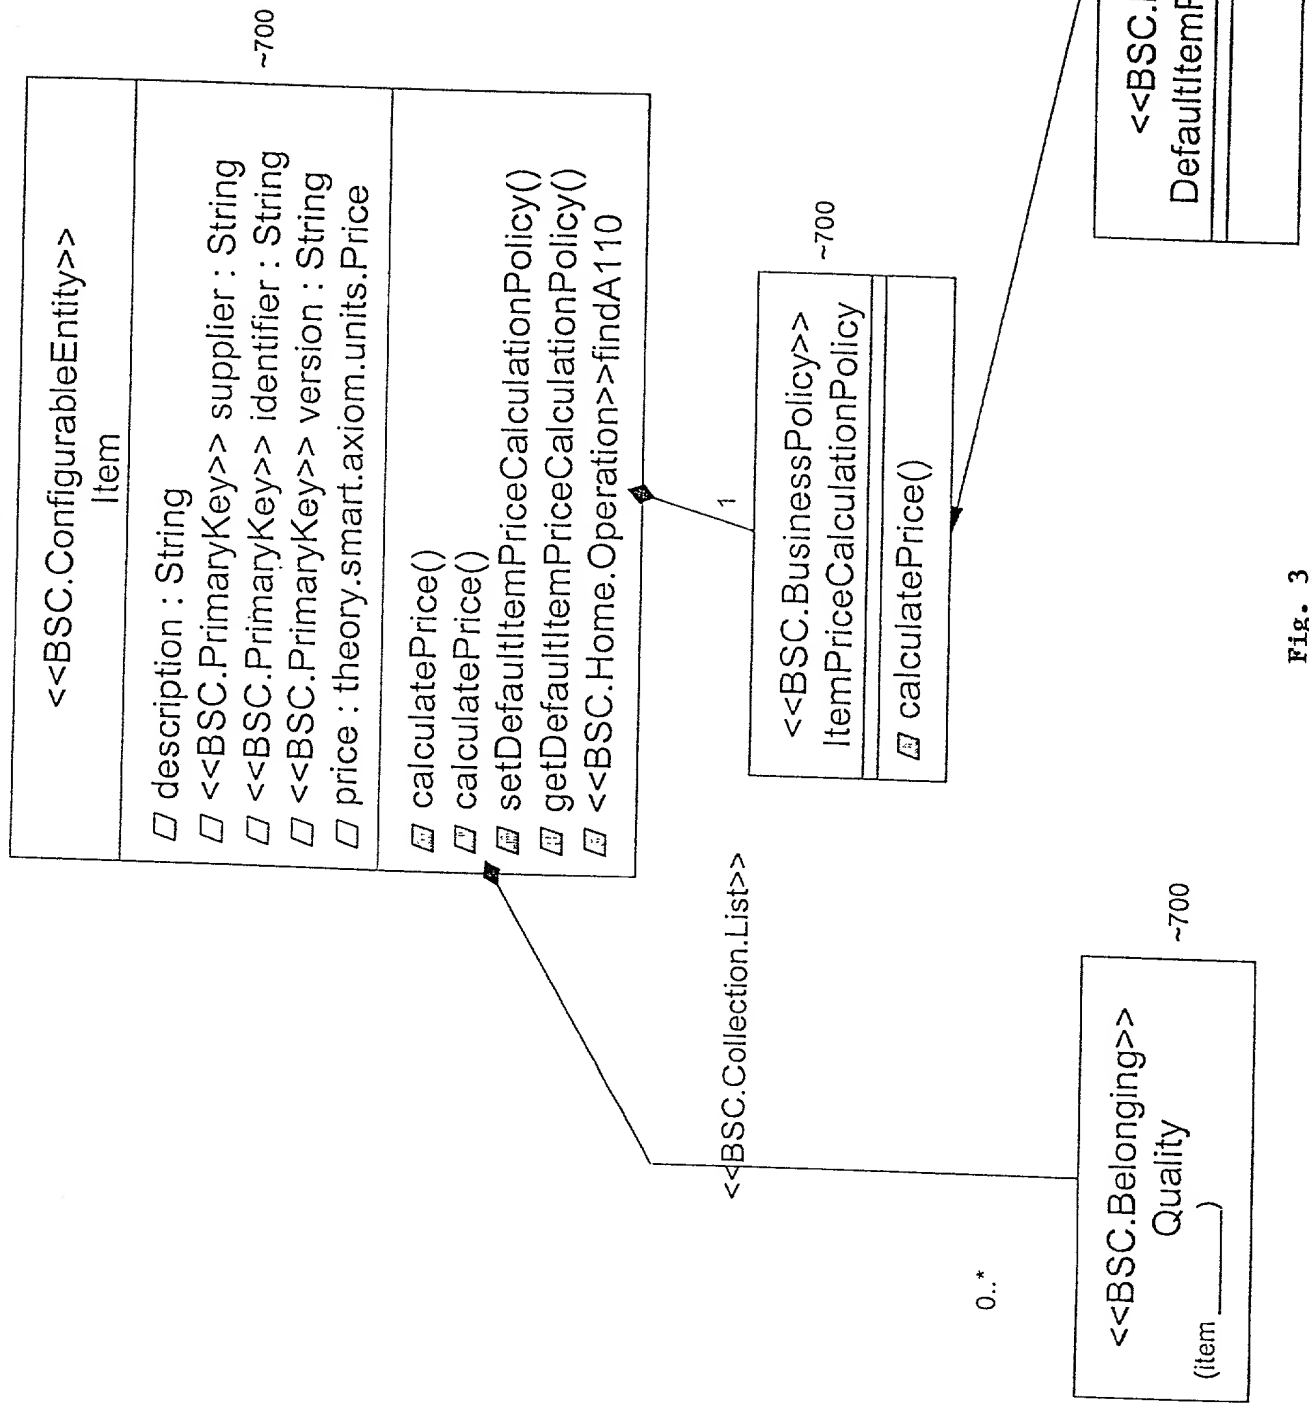 <<BSC.ConfigurableEntity>>
Item
description : String
<<BSC.PrimaryKey>> supplier : String
<<BSC.PrimaryKey>> identifier : String
<<BSC.PrimaryKey>> version : String
price : theory.smart.axiom.units.Price
calculatePrice()
calculatePrice()
setDefaultItemPriceCalculationPolicy()
getDefaultItemPriceCalculationPolicy()
<<BSC.Home.Operation>>findA110
~700
<<BSC.Collection.List>>
0..*
1
<<BSC.BusinessPolicy>>
ItemPriceCalculationPolicy
calculatePrice()
~700
<<BSC.Belonging>>
Quality
(item ______)
~700
<<BSC.
DefaultItemP
Fig. 3